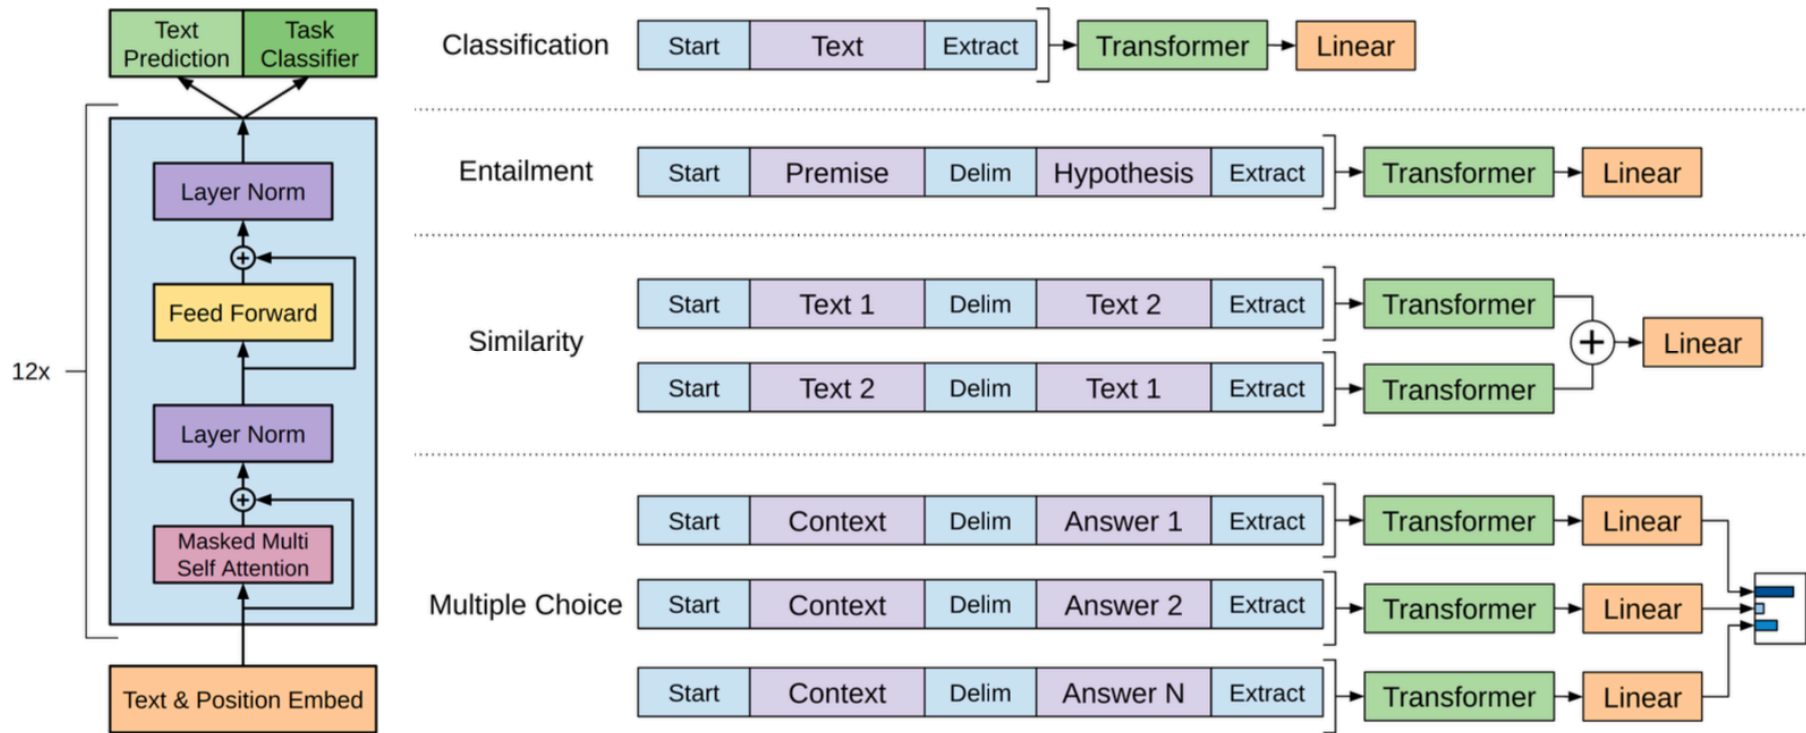 Text
Prediction
Task
Classifier
12x
Layer Norm
Feed Forward
Layer Norm
Masked Multi
Self Attention
Text & Position Embed
Classification
Start Text Extract Transformer Linear
Entailment
Start Premise Delim Hypothesis Extract Transformer Linear
Similarity
Start Text 1 Delim Text 2 Extract Transformer
+ Linear
Start Text 2 Delim Text 1 Extract Transformer
Multiple Choice
Start Context Delim Answer 1 Extract Transformer Linear
Start Context Delim Answer 2 Extract Transformer Linear
Start Context Delim Answer N Extract Transformer Linear